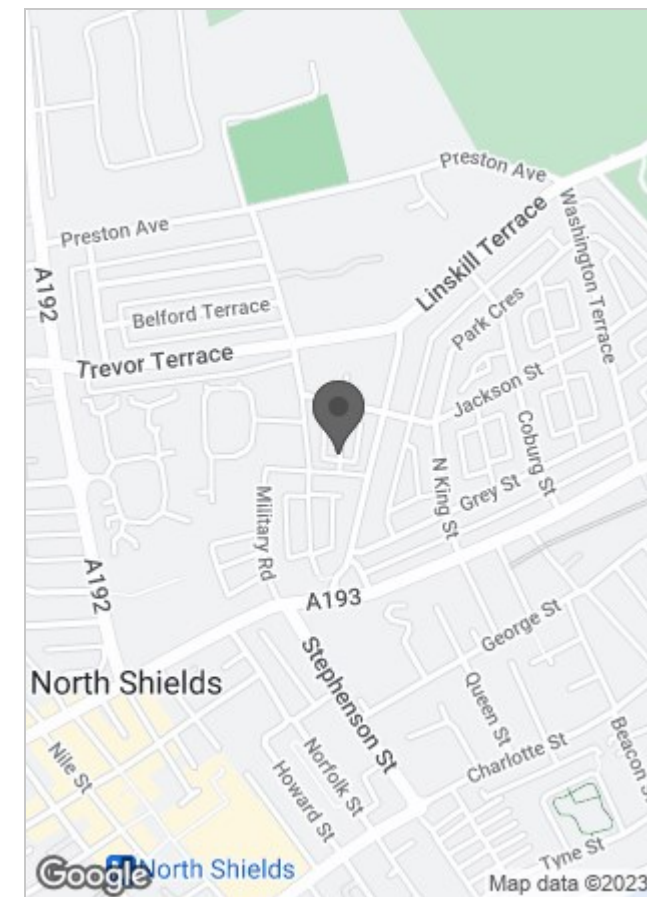 Preston Ave
Preston Ave
Washington Terrace
Linskill Terrace
A192
Belford Terrace
Park Cres
Trevor Terrace
Jackson St
Coburg St
N King St
Grey St
Military Rd
A192
A193
George St
North Shields
Stephenson St
Queen St
Nile St
Norfolk St
Charlotte St
Howard St
Tyne St
North Shields
Google
Map data ©2023